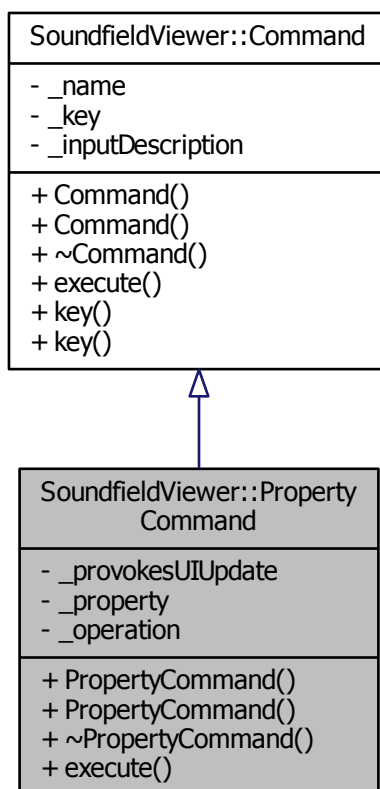 SoundfieldViewer::Command
- _name
- _key
- _inputDescription
+ Command()
+ Command()
+ ~Command()
+ execute()
+ key()
+ key()
SoundfieldViewer::Property
Command
- _provokesUIUpdate
- _property
- _operation
+ PropertyCommand()
+ PropertyCommand()
+ ~PropertyCommand()
+ execute()